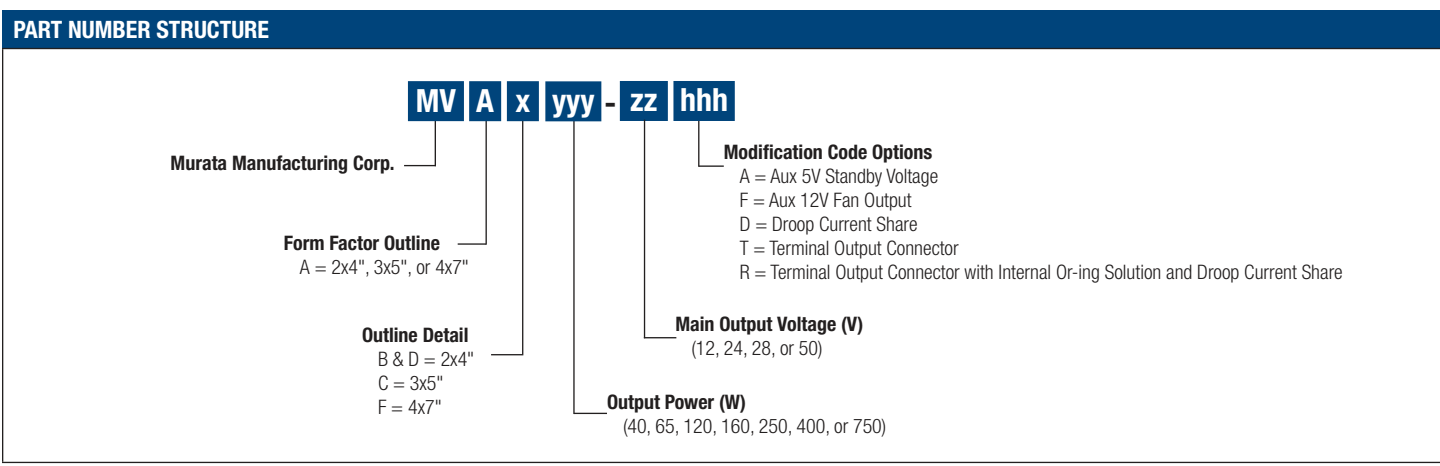 PART NUMBER STRUCTURE
MV A x yyy - zz hhh
Murata Manufacturing Corp.
Modification Code Options
A = Aux 5V Standby Voltage
F = Aux 12V Fan Output
D = Droop Current Share
T = Terminal Output Connector
R = Terminal Output Connector with Internal Or-ing Solution and Droop Current Share
Form Factor Outline
A = 2x4", 3x5", or 4x7"
Main Output Voltage (V)
(12, 24, 28, or 50)
Outline Detail
B & D = 2x4"
C = 3x5"
F = 4x7"
Output Power (W)
(40, 65, 120, 160, 250, 400, or 750)